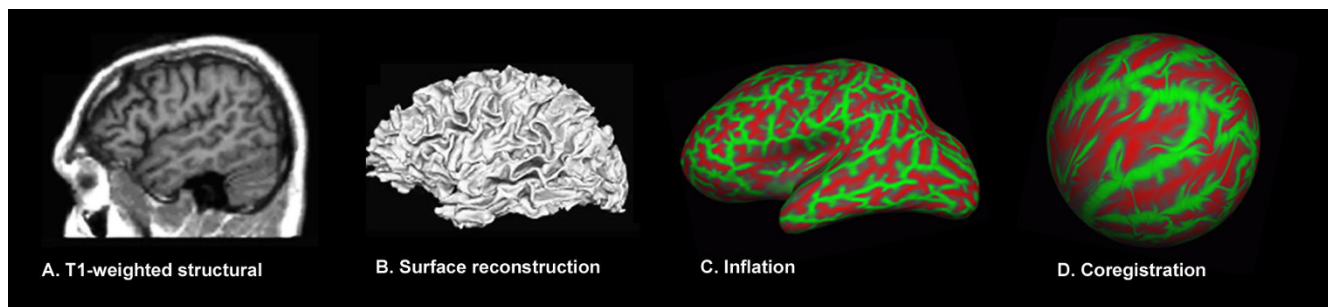 A. T1-weighted structural
B. Surface reconstruction
C. Inflation
D. Coregistration